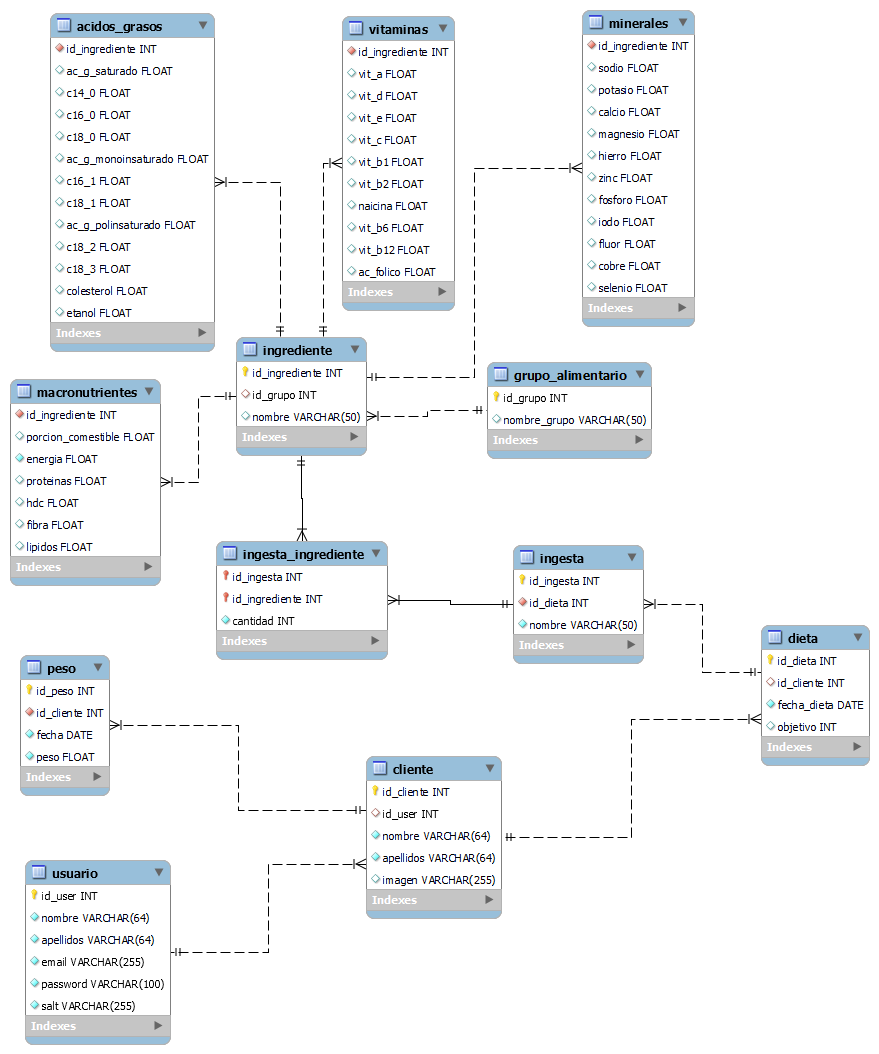 acidos_grasos
id_ingrediente INT
ac_g_saturado FLOAT
c14_0 FLOAT
c16_0 FLOAT
c18_0 FLOAT
ac_g_monoinsaturado FLOAT
c16_1 FLOAT
c18_1 FLOAT
ac_g_polinsaturado FLOAT
c18_2 FLOAT
c18_3 FLOAT
colesterol FLOAT
etanol FLOAT
Indexes
vitaminas
id_ingrediente INT
vit_a FLOAT
vit_d FLOAT
vit_e FLOAT
vit_c FLOAT
vit_b1 FLOAT
vit_b2 FLOAT
naicina FLOAT
vit_b6 FLOAT
vit_b12 FLOAT
ac_folico FLOAT
Indexes
minerales
id_ingrediente INT
sodio FLOAT
potasio FLOAT
calcio FLOAT
magnesio FLOAT
hierro FLOAT
zinc FLOAT
fosforo FLOAT
iodo FLOAT
fluor FLOAT
cobre FLOAT
selenio FLOAT
Indexes
ingrediente
id_ingrediente INT
id_grupo INT
nombre VARCHAR(50)
Indexes
grupo_alimentario
id_grupo INT
nombre_grupo VARCHAR(50)
Indexes
macronutrientes
id_ingrediente INT
porcion_comestible FLOAT
energia FLOAT
proteinas FLOAT
hdc FLOAT
fibra FLOAT
lipidos FLOAT
Indexes
ingesta_ingrediente
id_ingesta INT
id_ingrediente INT
cantidad INT
Indexes
ingesta
id_ingesta INT
id_dieta INT
nombre VARCHAR(50)
Indexes
dieta
id_dieta INT
id_cliente INT
fecha_dieta DATE
objetivo INT
Indexes
peso
id_peso INT
id_cliente INT
fecha DATE
peso FLOAT
Indexes
cliente
id_cliente INT
id_user INT
nombre VARCHAR(64)
apellidos VARCHAR(64)
imagen VARCHAR(255)
Indexes
usuario
id_user INT
nombre VARCHAR(64)
apellidos VARCHAR(64)
email VARCHAR(255)
password VARCHAR(100)
salt VARCHAR(255)
Indexes